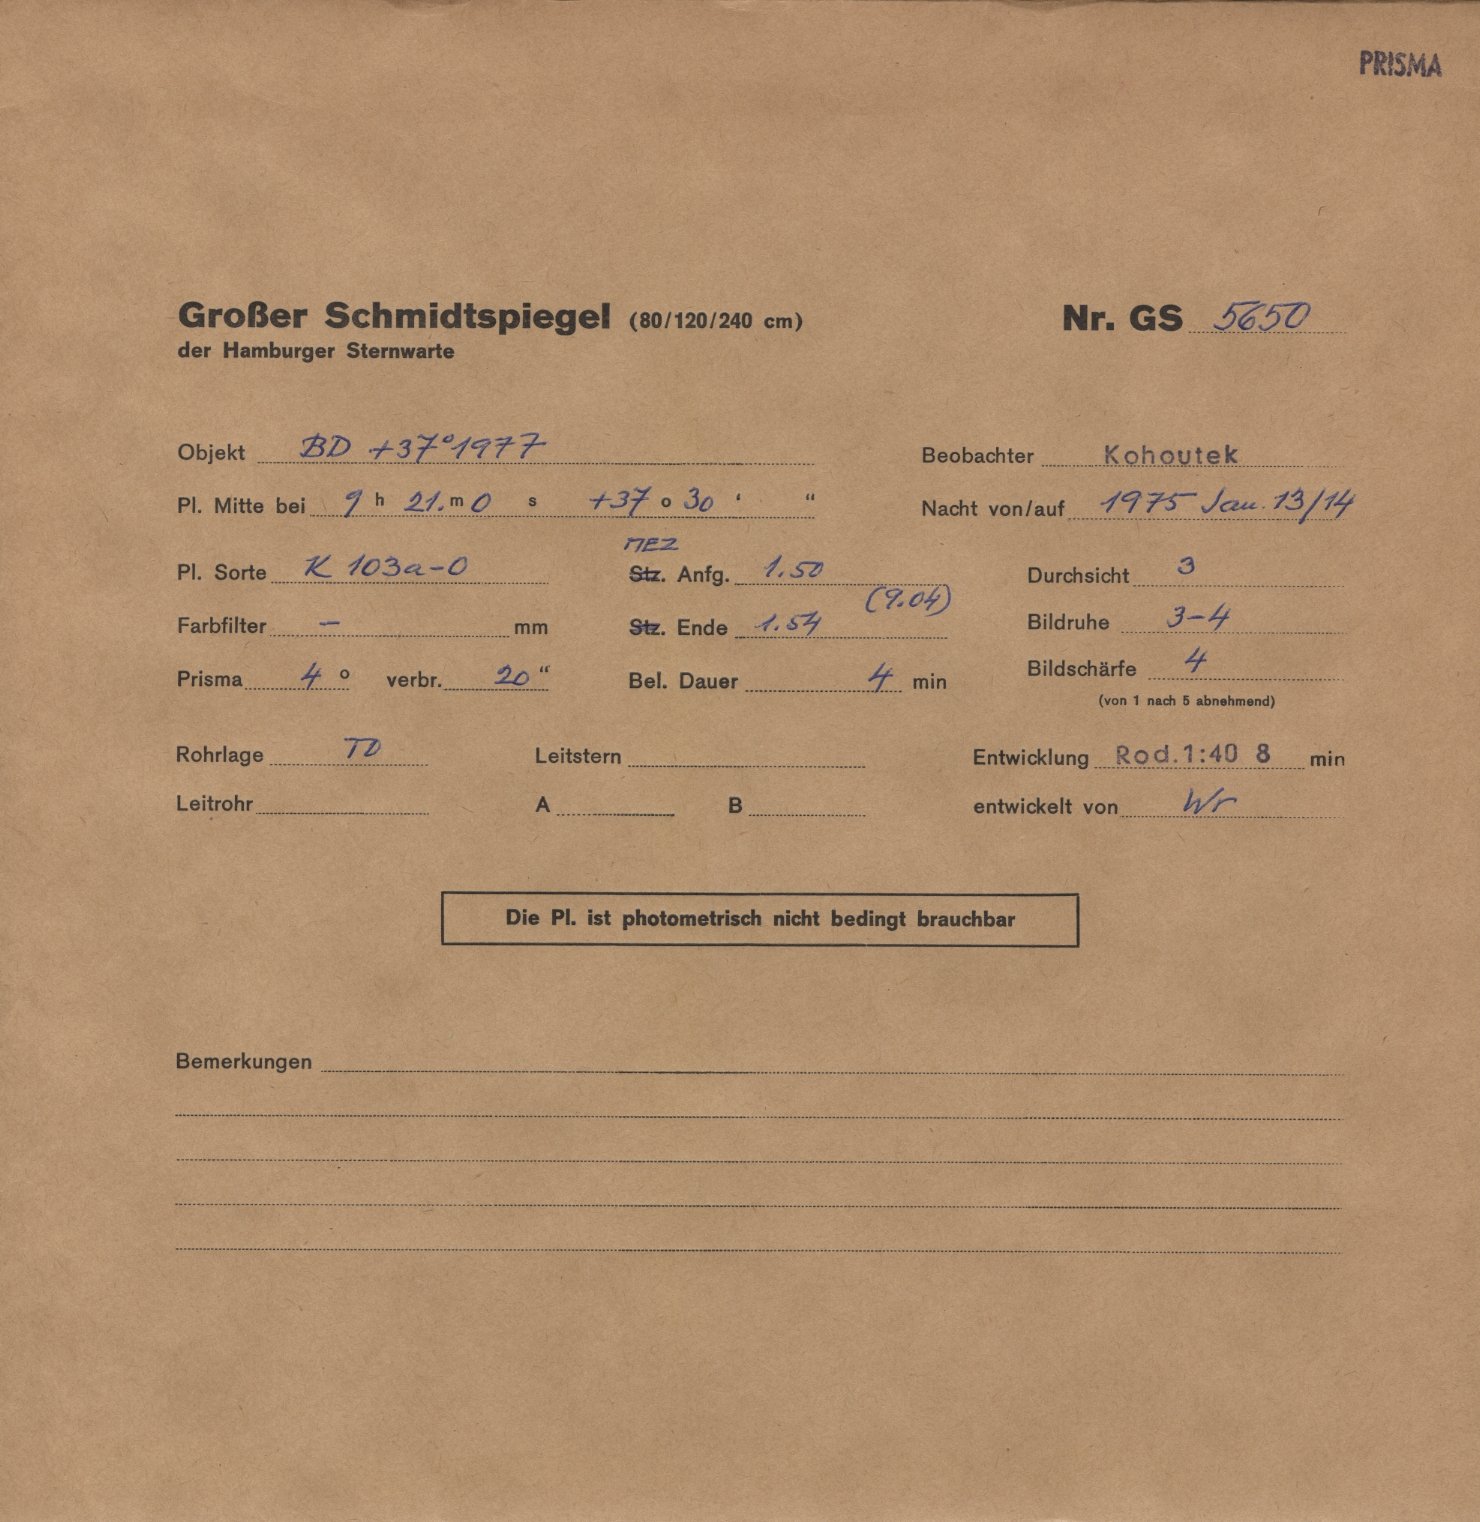 PRISMA
Großer Schmidtspiegel (80/120/240 cm) Nr. GS 5650
der Hamburger Sternwarte
Objekt BD +37°1977 Beobachter Kohoutek
Pl. Mitte bei 9 h 21. m 0 s +37 o 30 ' “ Nacht von/auf 1975 Jan. 13/14
MEZ
Pl. Sorte K 103a-O Stz. Anfg. 1.50 Durchsicht 3
(9.04)
Farbfilter – mm Stz. Ende 1.54 Bildruhe 3-4
Prisma 4 o verbr. 20 “ Bel. Dauer 4 min Bildschärfe 4
(von 1 nach 5 abnehmend)
Rohrlage TD Leitstern Entwicklung Rod.1:40 8 min
Leitrohr A B entwickelt von Wr
Die Pl. ist photometrisch nicht bedingt brauchbar
Bemerkungen